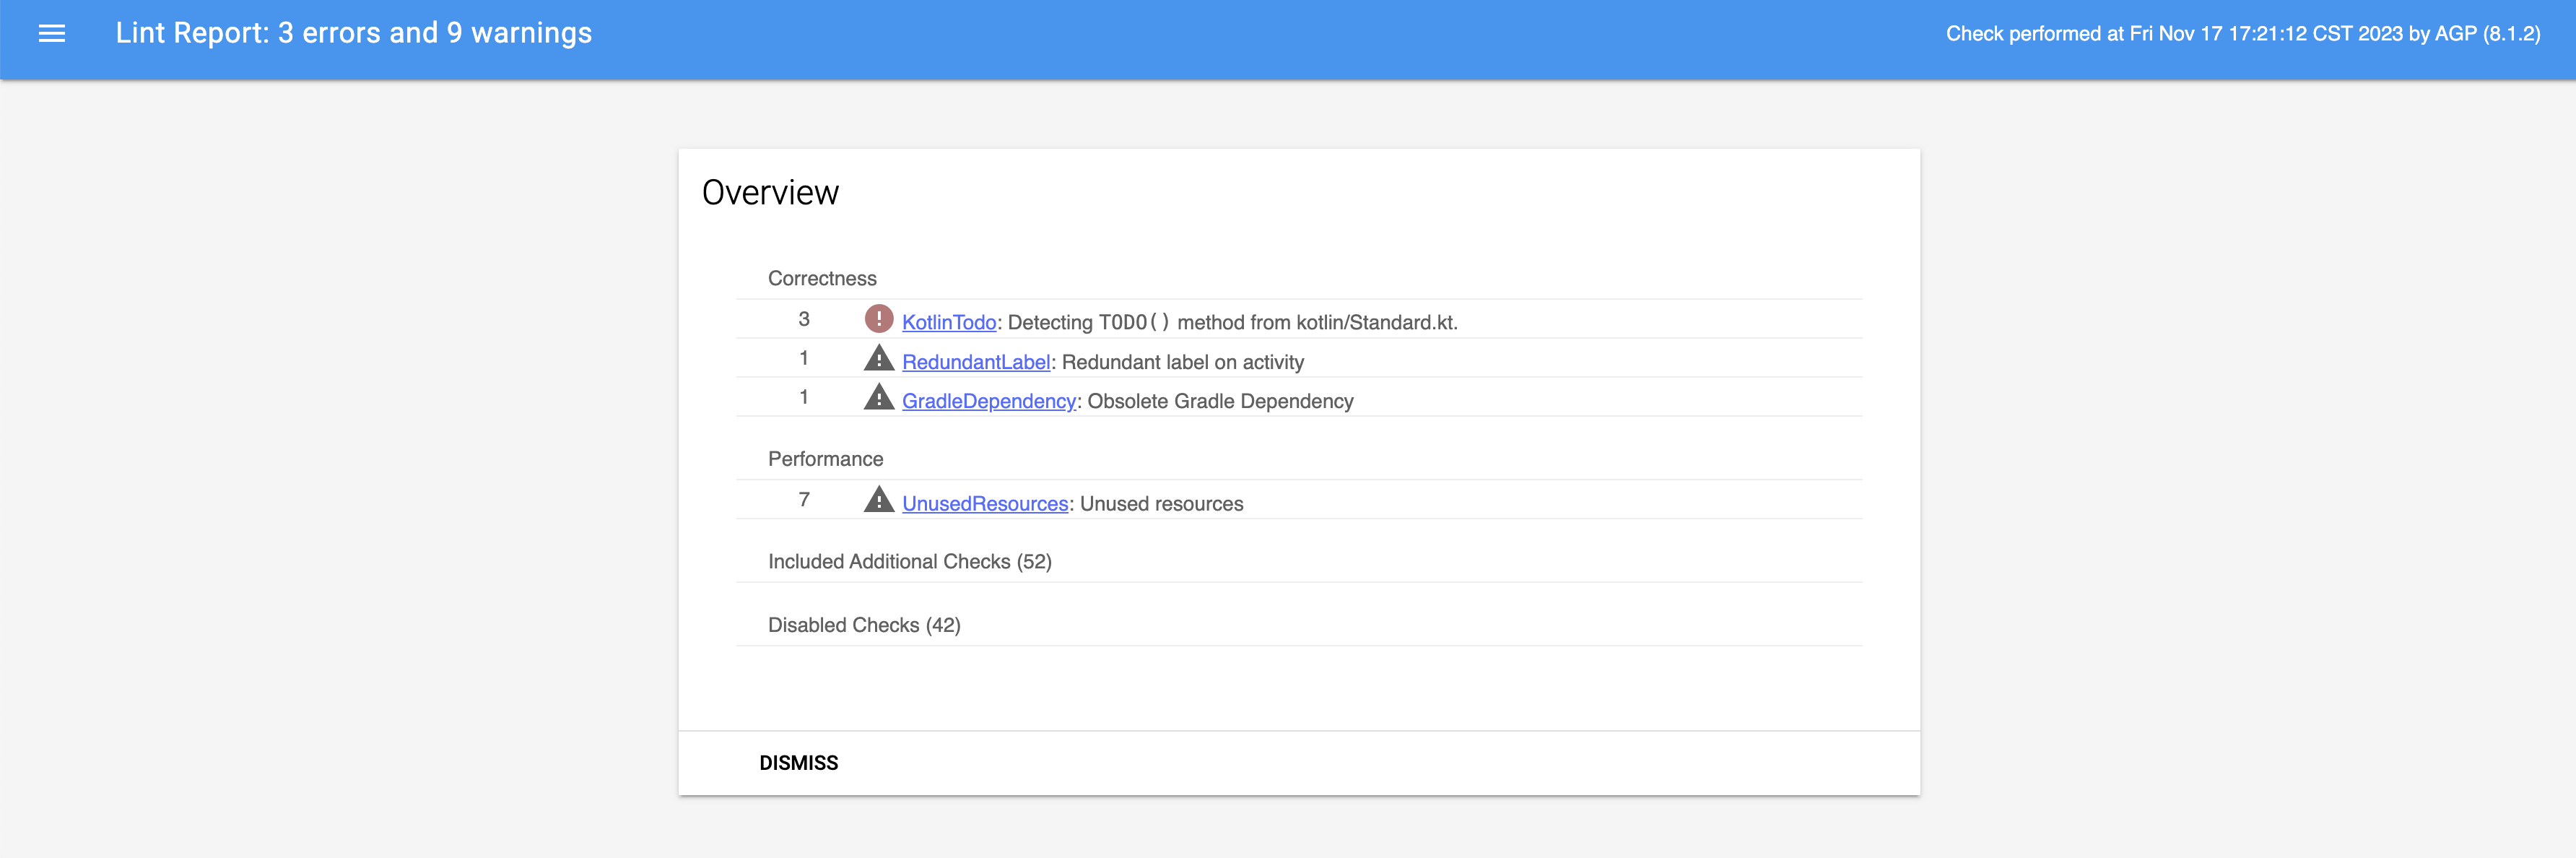 Lint Report: 3 errors and 9 warnings
Check performed at Fri Nov 17 17:21:12 CST 2023 by AGP (8.1.2)
Overview
Correctness
3 KotlinTodo: Detecting TODO() method from kotlin/Standard.kt.
1 RedundantLabel: Redundant label on activity
1 GradleDependency: Obsolete Gradle Dependency
Performance
7 UnusedResources: Unused resources
Included Additional Checks (52)
Disabled Checks (42)
DISMISS